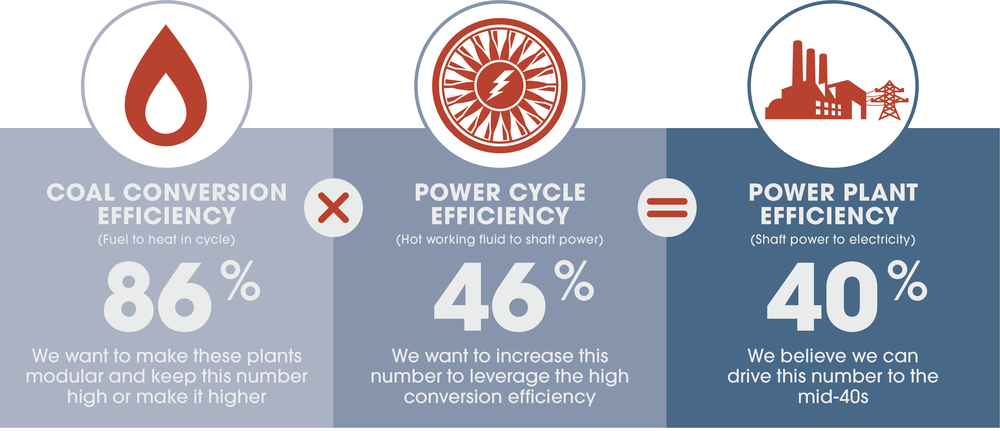 COAL CONVERSION
EFFICIENCY
(Fuel to heat in cycle)
86%
We want to make these plants
modular and keep this number
high or make it higher
×
POWER CYCLE
EFFICIENCY
(Hot working fluid to shaft power)
46%
We want to increase this
number to leverage the high
conversion efficiency
=
POWER PLANT
EFFICIENCY
(Shaft power to electricity)
40%
We believe we can
drive this number to the
mid-40s